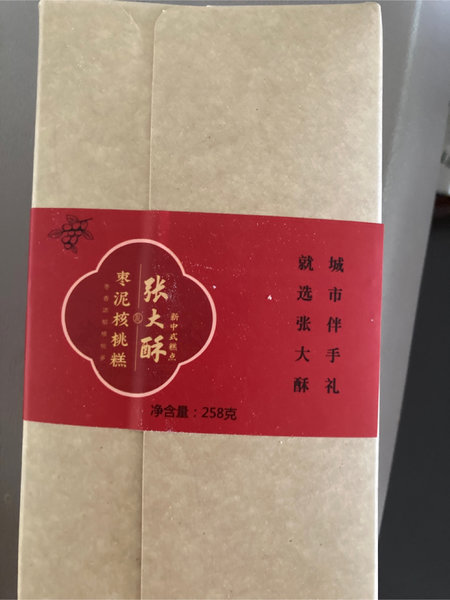 城市伴手礼
就选张大酥
新中式糕点
张大酥
枣泥核桃糕
净含量：258克